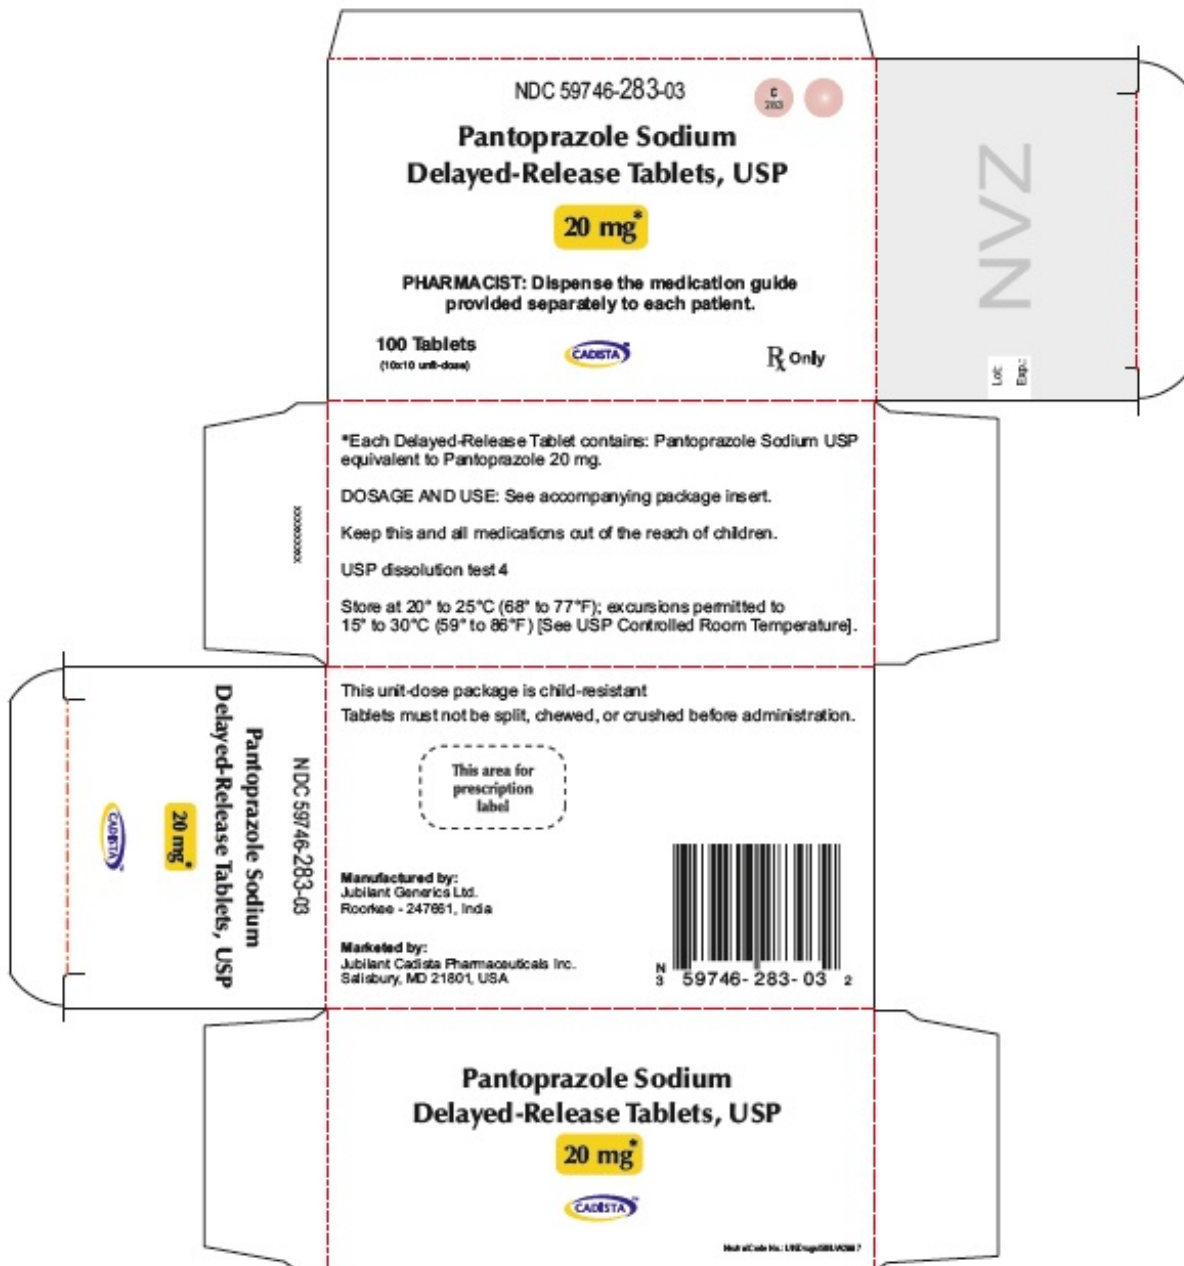 NDC 59746-283-03
C
283
Pantoprazole Sodium
Delayed-Release Tablets, USP
20 mg*
PHARMACIST: Dispense the medication guide
provided separately to each patient.
100 Tablets
(10x10 unit-dose)
CADISTA
Rx Only
NVZ
Lot:
Exp.:
*Each Delayed-Release Tablet contains: Pantoprazole Sodium USP
equivalent to Pantoprazole 20 mg.
DOSAGE AND USE: See accompanying package insert.
Keep this and all medications out of the reach of children.
USP dissolution test 4
Store at 20° to 25°C (68° to 77°F); excursions permitted to
15° to 30°C (59° to 86°F) [See USP Controlled Room Temperature].
NDC 59746-283-03
Pantoprazole Sodium
Delayed-Release Tablets, USP
20 mg*
CADISTA
This unit-dose package is child-resistant
Tablets must not be split, chewed, or crushed before administration.
This area for
prescription
label
Manufactured by:
Jubilant Generics Ltd.
Roorkee - 247661, India
Marketed by:
Jubilant Cadista Pharmaceuticals Inc.
Salisbury, MD 21801, USA
N
3 59746-283-03 2
Pantoprazole Sodium
Delayed-Release Tablets, USP
20 mg*
CADISTA